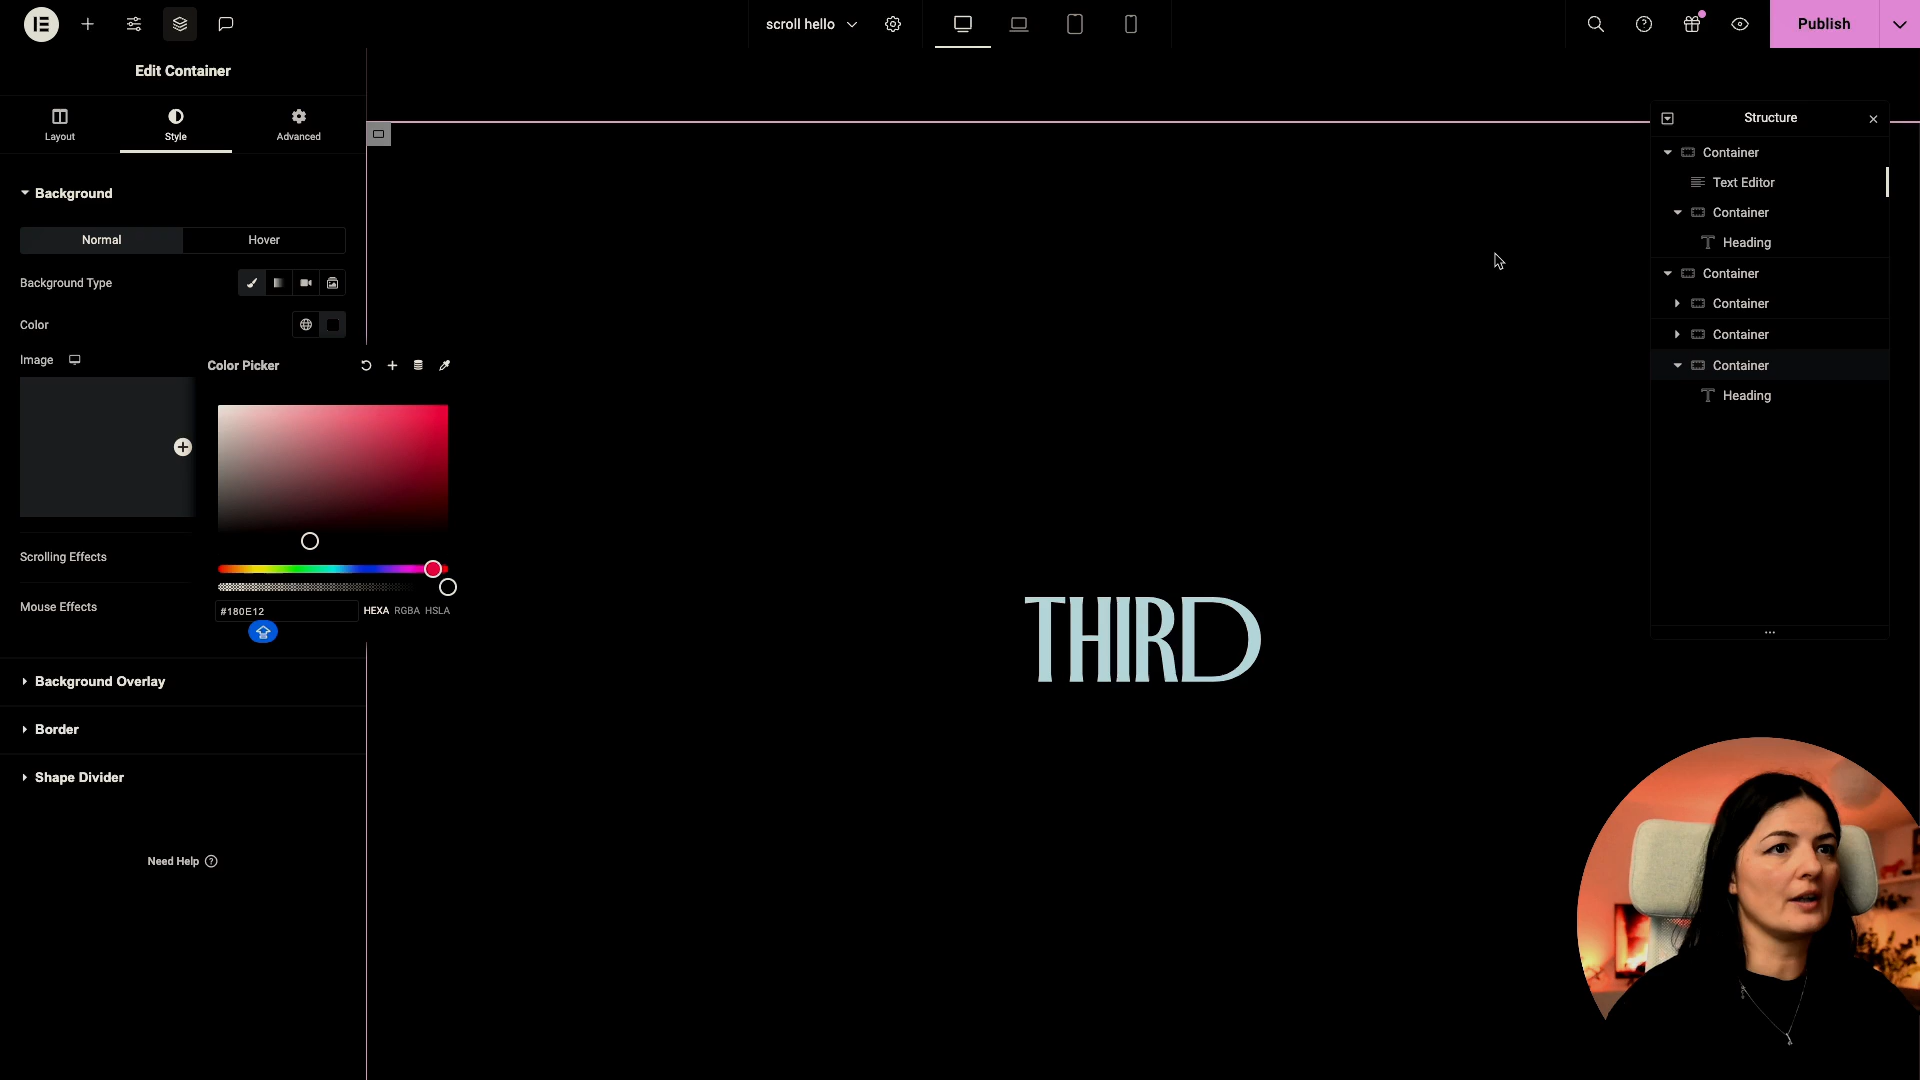 scroll hello
Publish
Edit Container
Layout
Style
Advanced
Background
Normal
Hover
Background Type
Color
Image
Color Picker
Scrolling Effects
Mouse Effects
#180E12
HEXA RGBA HSLA
Background Overlay
Border
Shape Divider
Need Help
THIRD
Structure
Container
Text Editor
Container
Heading
Container
Container
Container
Container
Heading